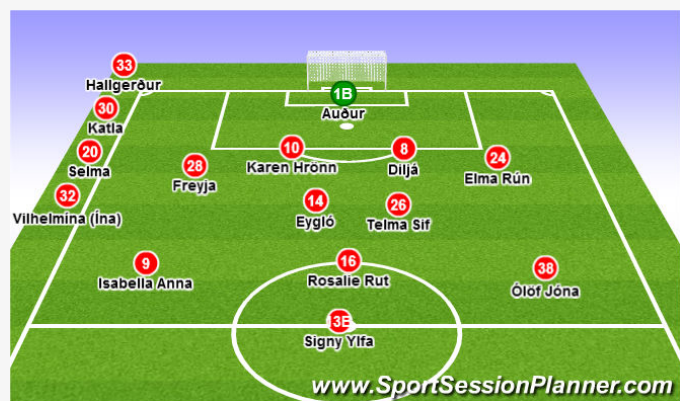 33
Hallgerður
1B
Auður
30
Katla
20
Selma
10
Karen Hrönn
8
Diljá
24
Elma Rún
28
Freyja
32
Vilhelmina (Ína)
14
Eygló
26
Telma Sif
9
Isabella Anna
16
Rosalie Rut
38
Ólöf Jóna
13B
Signy Ylfa
www.SportSessionPlanner.com